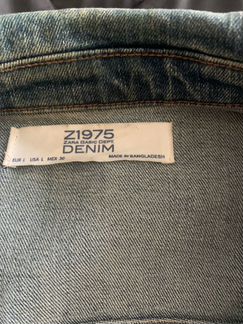 Z1975
ZARA BASIC DEPT
DENIM
EUR L USA L MEX 30 MADE IN BANGLADESH